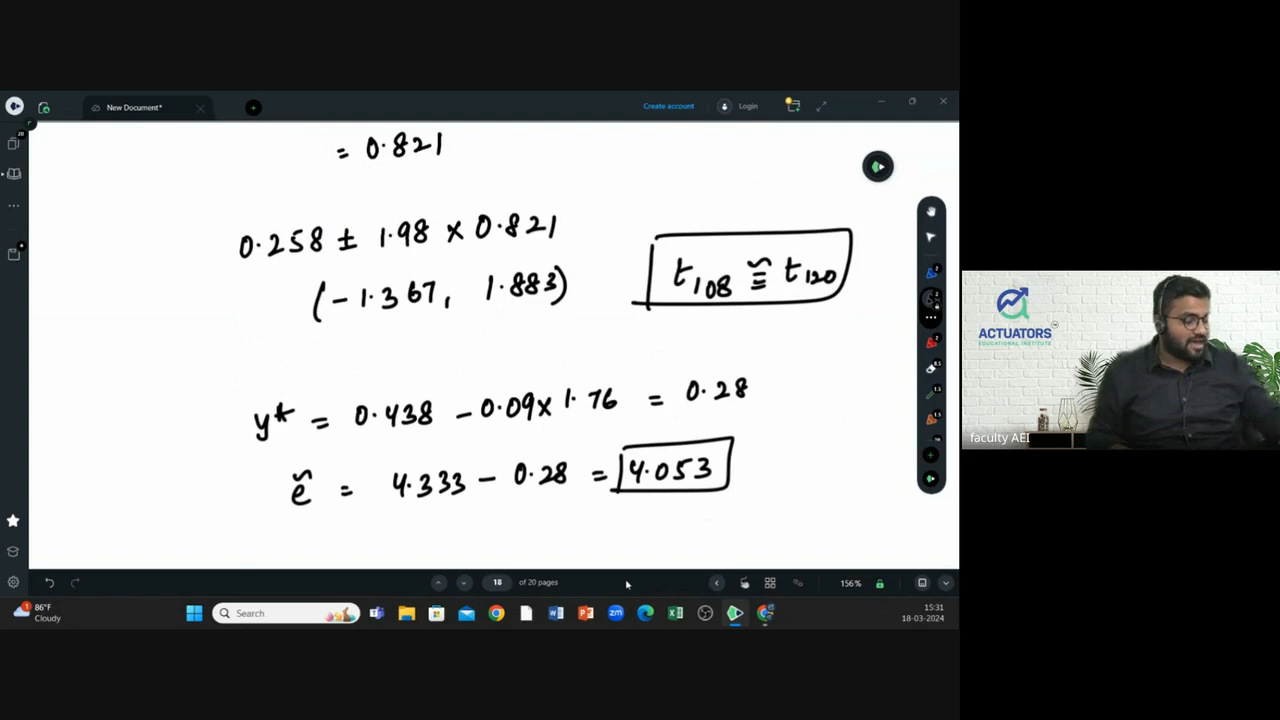 New Document*
Create account
Login
= 0.821
0.258 ± 1.98 × 0.821
(-1.367, 1.883)
t108 ≅ t120
y* = 0.438 - 0.09×1.76 = 0.28
ê = 4.333 - 0.28 = 4.053
ACTUATORS
EDUCATIONAL INSTITUTE
faculty AEI
18 of 20 pages
156%
86°F
Cloudy
Search
15:31
18-03-2024